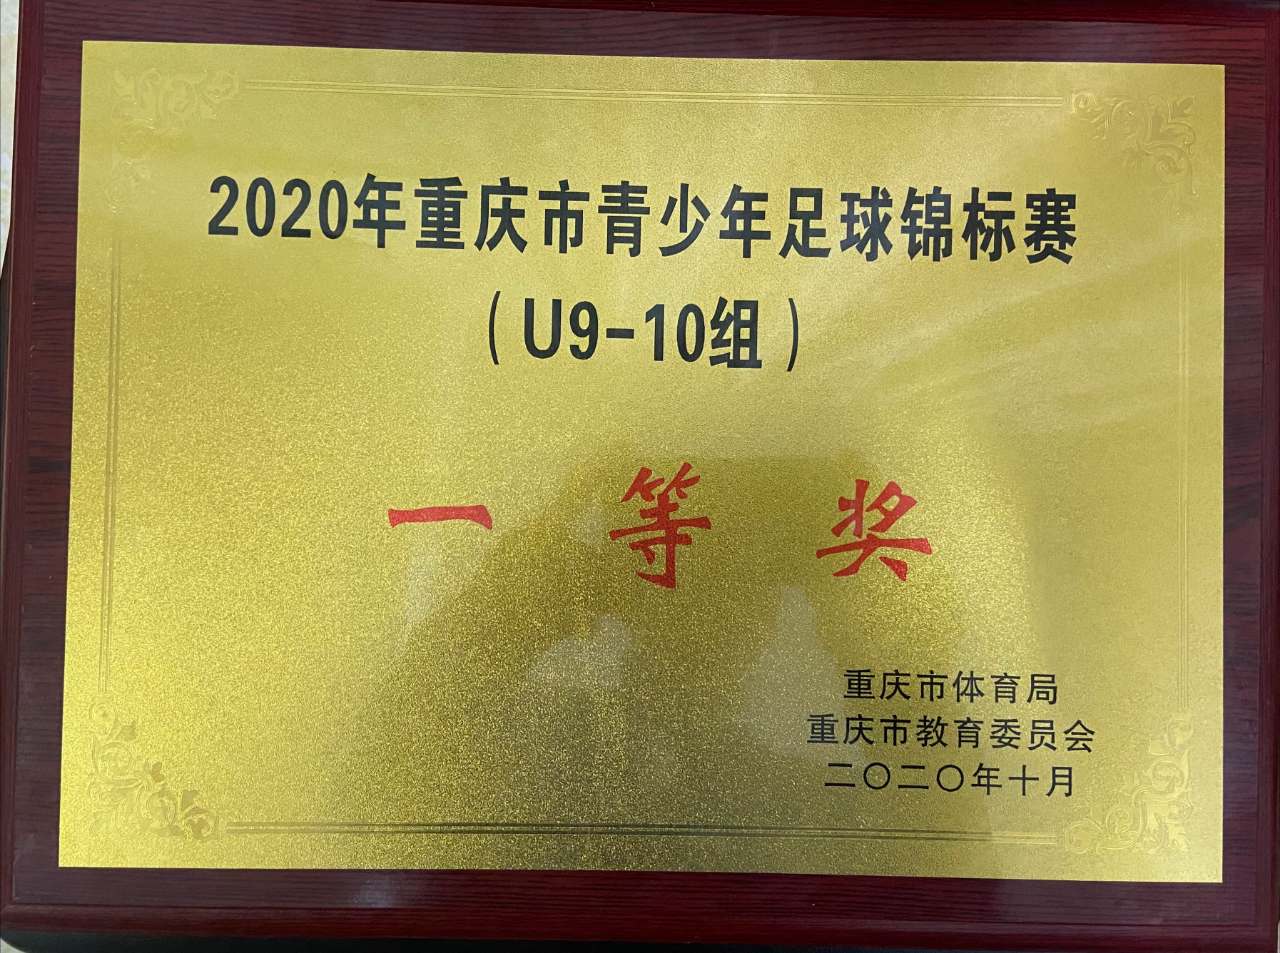 2020年重庆市青少年足球锦标赛
（U9-10组）
一等奖
重庆市体育局
重庆市教育委员会
二〇二〇年十月